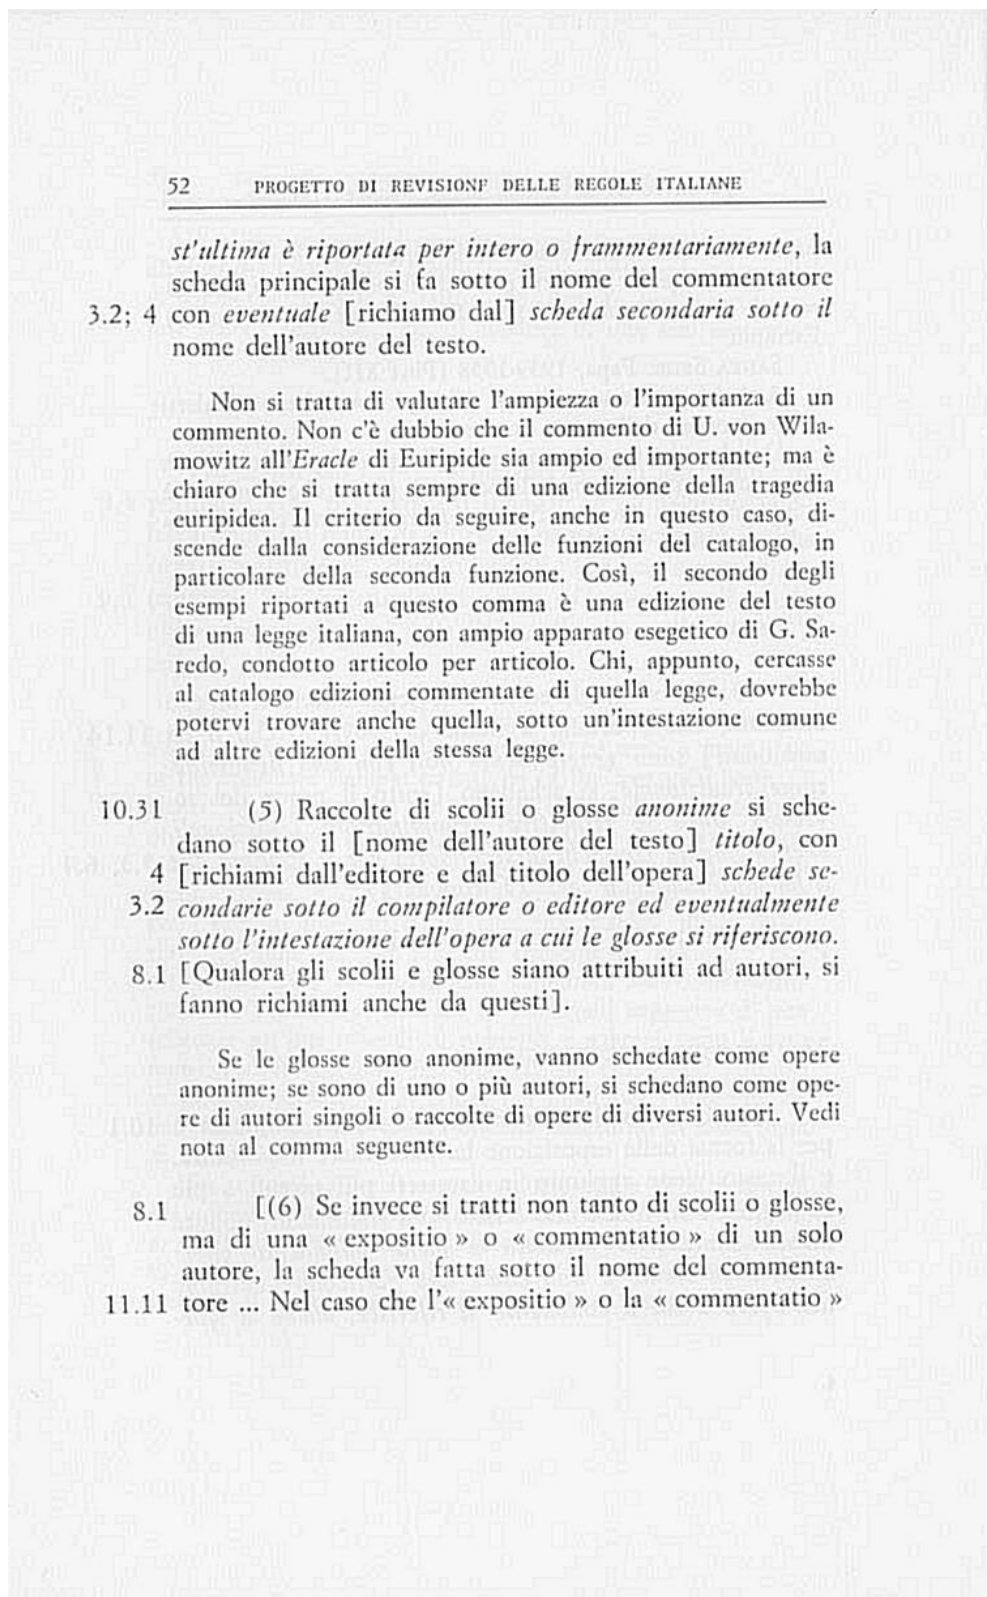 52 PROGETTO DI REVISIONE DELLE REGOLE ITALIANE
st'ultima è riportata per intero o frammentariamente, la
scheda principale si fa sotto il nome del commentatore
3.2; 4 con eventuale [richiamo dal] scheda secondaria sotto il
nome dell'autore del testo.
Non si tratta di valutare l'ampiezza o l'importanza di un
commento. Non c'è dubbio che il commento di U. von Wila-
mowitz all'Eracle di Euripide sia ampio ed importante; ma è
chiaro che si tratta sempre di una edizione della tragedia
euripidea. Il criterio da seguire, anche in questo caso, di-
scende dalla considerazione delle funzioni del catalogo, in
particolare della seconda funzione. Così, il secondo degli
esempi riportati a questo comma è una edizione del testo
di una legge italiana, con ampio apparato esegetico di G. Sa-
redo, condotto articolo per articolo. Chi, appunto, cercasse
al catalogo edizioni commentate di quella legge, dovrebbe
potervi trovare anche quella, sotto un'intestazione comune
ad altre edizioni della stessa legge.
10.31 (5) Raccolte di scolii o glosse anonime si sche-
dano sotto il [nome dell'autore del testo] titolo, con
4 [richiami dall'editore e dal titolo dell'opera] schede se-
3.2 condarie sotto il compilatore o editore ed eventualmente
sotto l'intestazione dell'opera a cui le glosse si riferiscono.
8.1 [Qualora gli scolii e glosse siano attribuiti ad autori, si
fanno richiami anche da questi].
Se le glosse sono anonime, vanno schedate come opere
anonime; se sono di uno o più autori, si schedano come ope-
re di autori singoli o raccolte di opere di diversi autori. Vedi
nota al comma seguente.
8.1 [(6) Se invece si tratti non tanto di scolii o glosse,
ma di una « expositio » o « commentatio » di un solo
autore, la scheda va fatta sotto il nome del commenta-
11.11 tore ... Nel caso che l'« expositio » o la « commentatio »